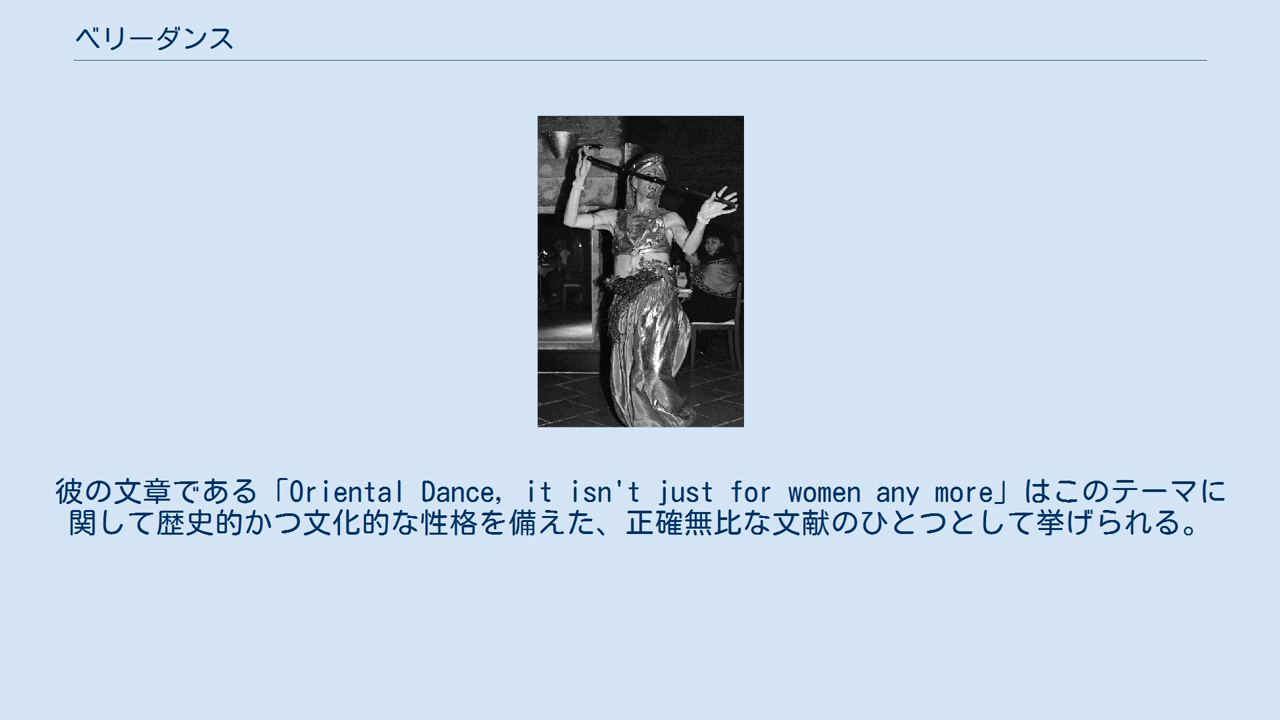 ベリーダンス
彼の文章である「Oriental Dance, it isn't just for women any more」はこのテーマに
関して歴史的かつ文化的な性格を備えた、正確無比な文献のひとつとして挙げられる。